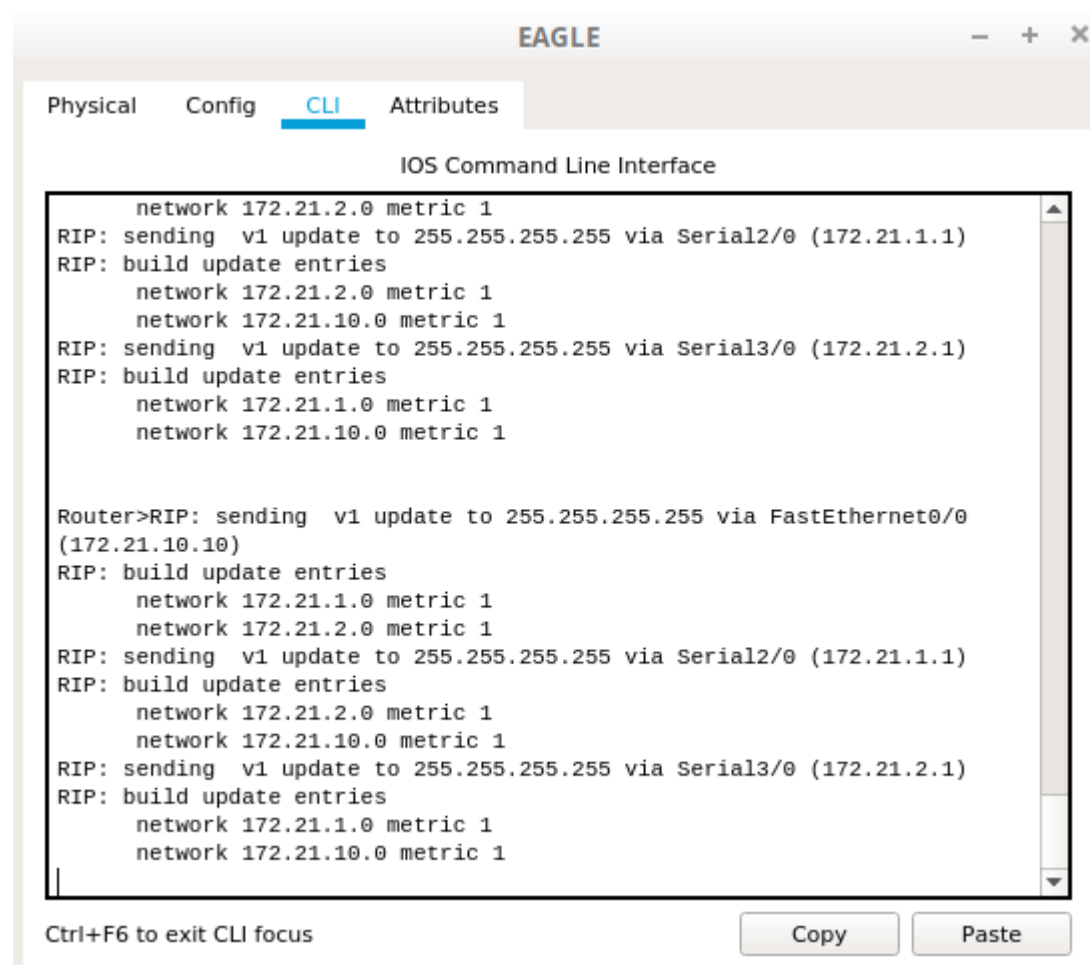 EAGLE
Physical Config CLI Attributes
IOS Command Line Interface
network 172.21.2.0 metric 1
RIP: sending  v1 update to 255.255.255.255 via Serial2/0 (172.21.1.1)
RIP: build update entries
      network 172.21.2.0 metric 1
      network 172.21.10.0 metric 1
RIP: sending  v1 update to 255.255.255.255 via Serial3/0 (172.21.2.1)
RIP: build update entries
      network 172.21.1.0 metric 1
      network 172.21.10.0 metric 1
Router>RIP: sending  v1 update to 255.255.255.255 via FastEthernet0/0
(172.21.10.10)
RIP: build update entries
      network 172.21.1.0 metric 1
      network 172.21.2.0 metric 1
RIP: sending  v1 update to 255.255.255.255 via Serial2/0 (172.21.1.1)
RIP: build update entries
      network 172.21.2.0 metric 1
      network 172.21.10.0 metric 1
RIP: sending  v1 update to 255.255.255.255 via Serial3/0 (172.21.2.1)
RIP: build update entries
      network 172.21.1.0 metric 1
      network 172.21.10.0 metric 1
Ctrl+F6 to exit CLI focus
Copy Paste